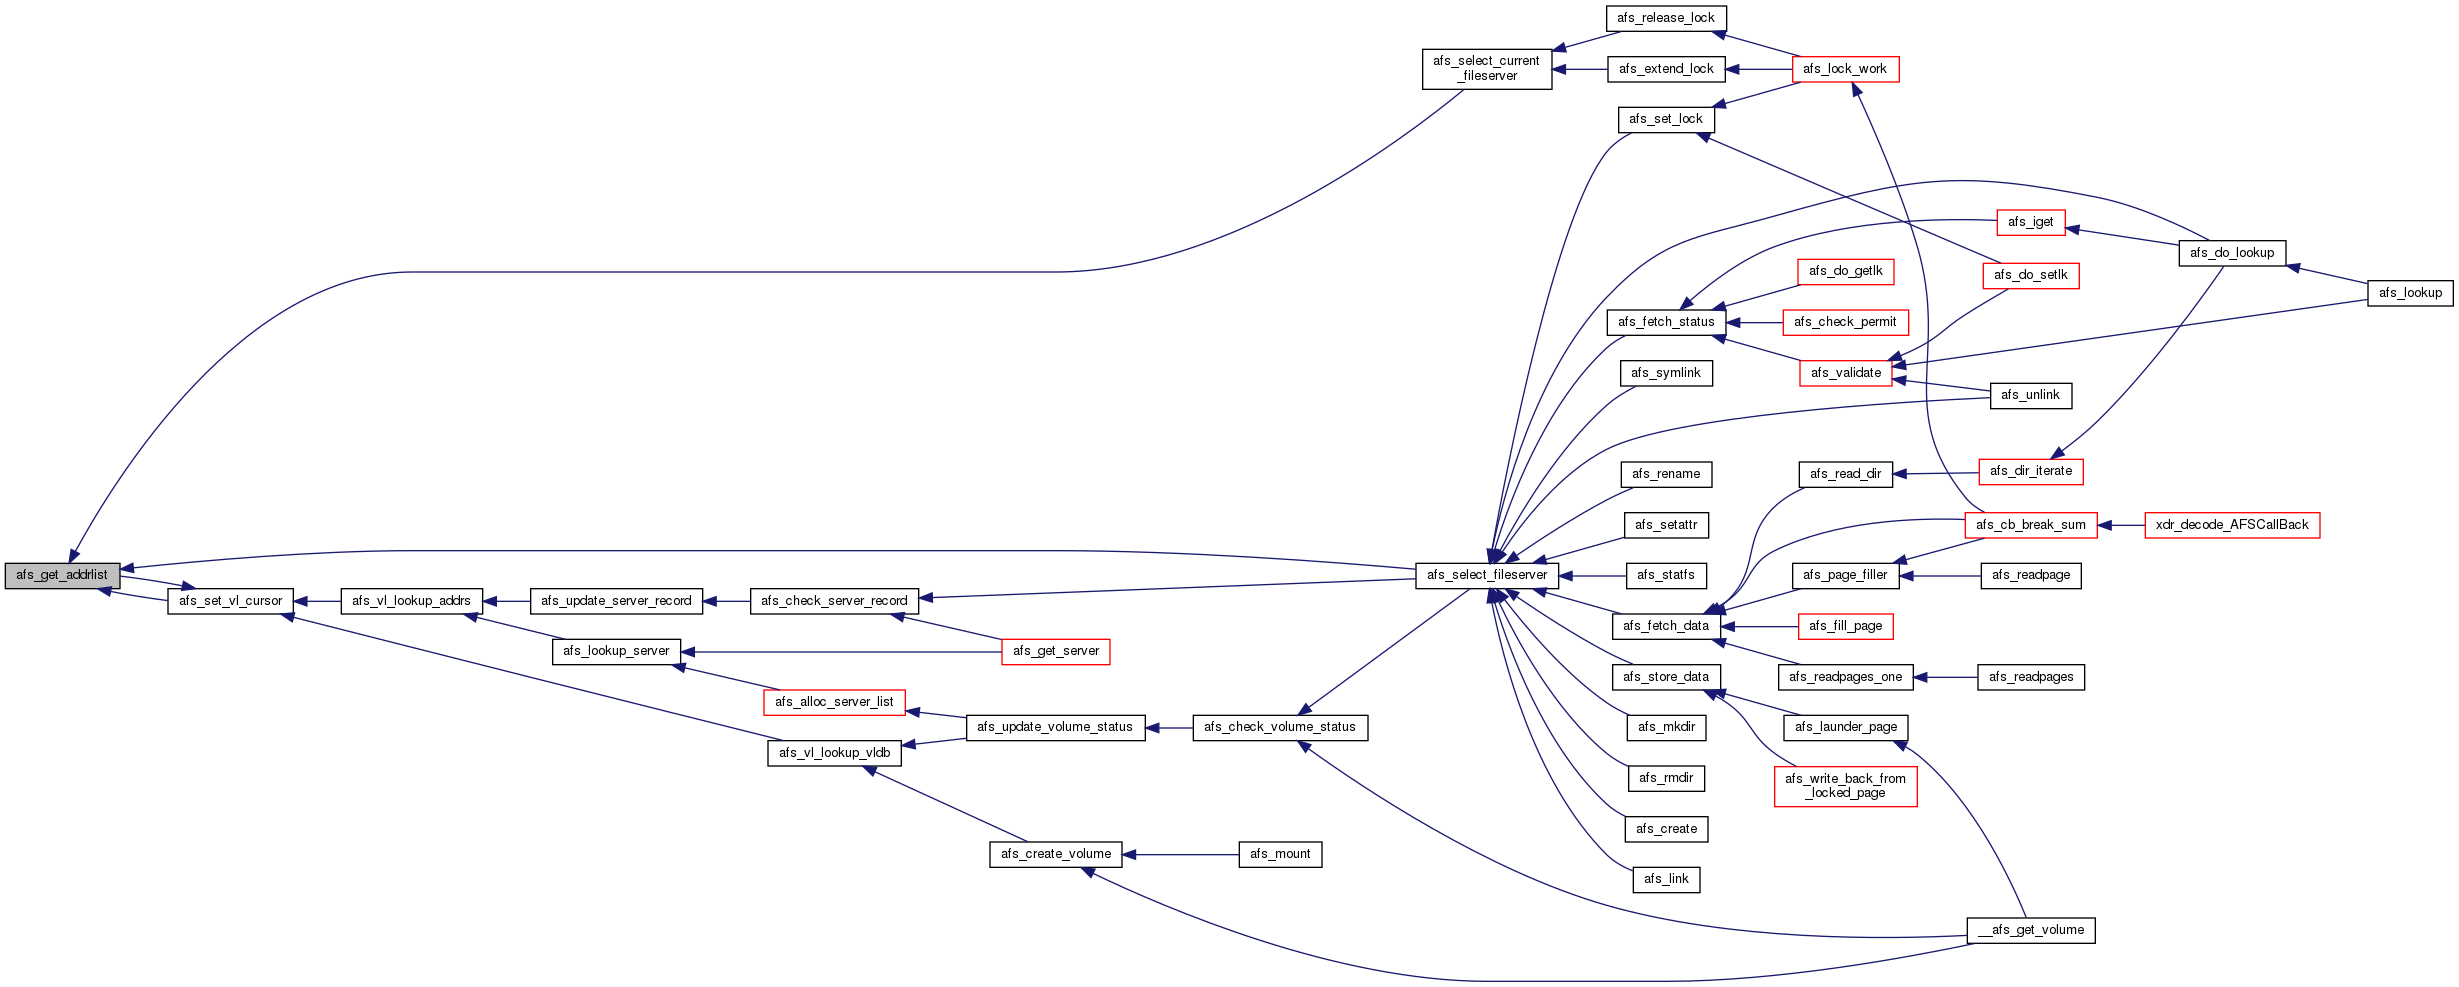 afs_release_lock
afs_select_current
_fileserver
afs_extend_lock
afs_lock_work
afs_set_lock
afs_iget
afs_do_lookup
afs_do_getlk
afs_do_setlk
afs_lookup
afs_fetch_status
afs_check_permit
afs_symlink
afs_validate
afs_unlink
afs_rename
afs_read_dir
afs_dir_iterate
afs_setattr
afs_cb_break_sum
xdr_decode_AFSCallBack
afs_get_addrlist
afs_select_fileserver
afs_statfs
afs_page_filler
afs_readpage
afs_set_vl_cursor
afs_vl_lookup_addrs
afs_update_server_record
afs_check_server_record
afs_fetch_data
afs_fill_page
afs_lookup_server
afs_get_server
afs_store_data
afs_readpages_one
afs_readpages
afs_alloc_server_list
afs_update_volume_status
afs_check_volume_status
afs_mkdir
afs_launder_page
afs_vl_lookup_vldb
afs_rmdir
afs_write_back_from
_locked_page
afs_create
afs_create_volume
afs_mount
afs_link
__afs_get_volume